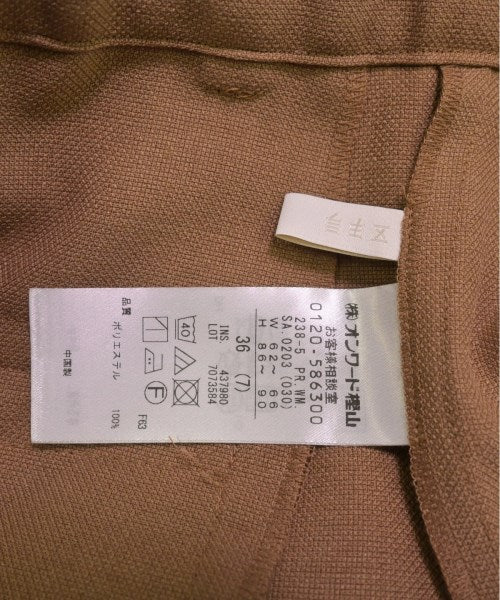 (株)オンワード樫山
お客様相談室
0120-586300
238-5 PR.WM
SA.0203 (030)
W 62~ 66
H 86~ 90
36 (7)
INS. 437980
LOT 7073584
40
F
F63
品質
ポリエステル 100%
中国製